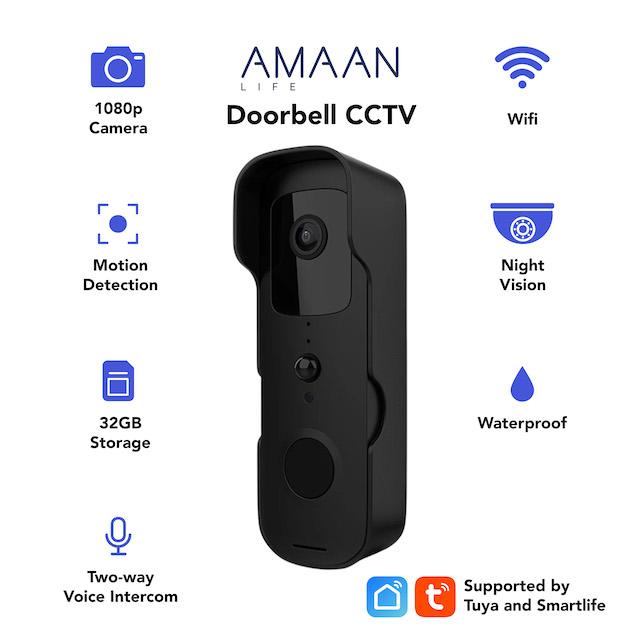 AMAAN
LIFE
Doorbell CCTV
1080p
Camera
Wifi
Motion
Detection
Night
Vision
32GB
Storage
Waterproof
Two-way
Voice Intercom
Supported by
Tuya and Smartlife